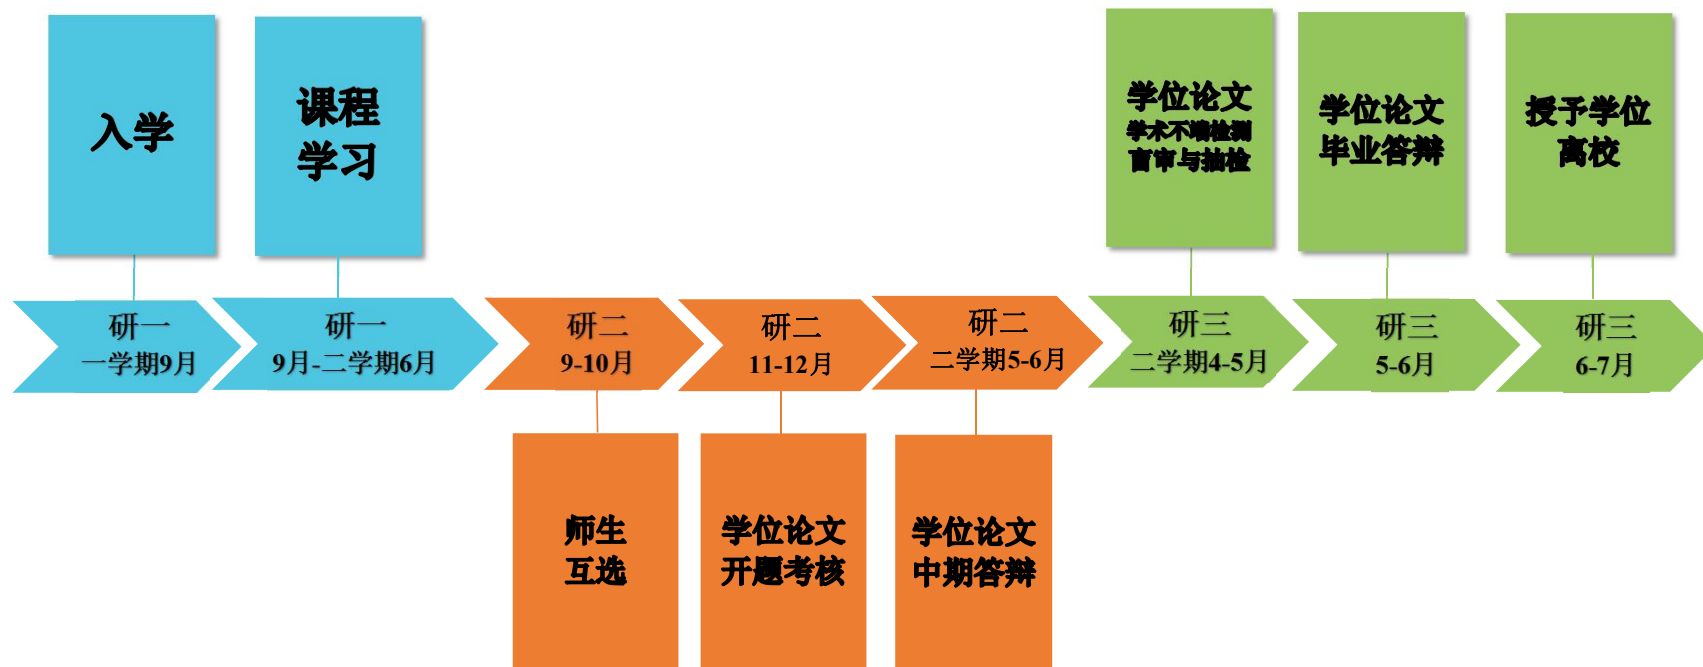 入学
课程
学习
学位论文
学术不端检测
盲审与抽检
学位论文
毕业答辩
授予学位
离校
研一
一学期9月
研一
9月-二学期6月
研二
9-10月
研二
11-12月
研二
二学期5-6月
研三
二学期4-5月
研三
5-6月
研三
6-7月
师生
互选
学位论文
开题考核
学位论文
中期答辩